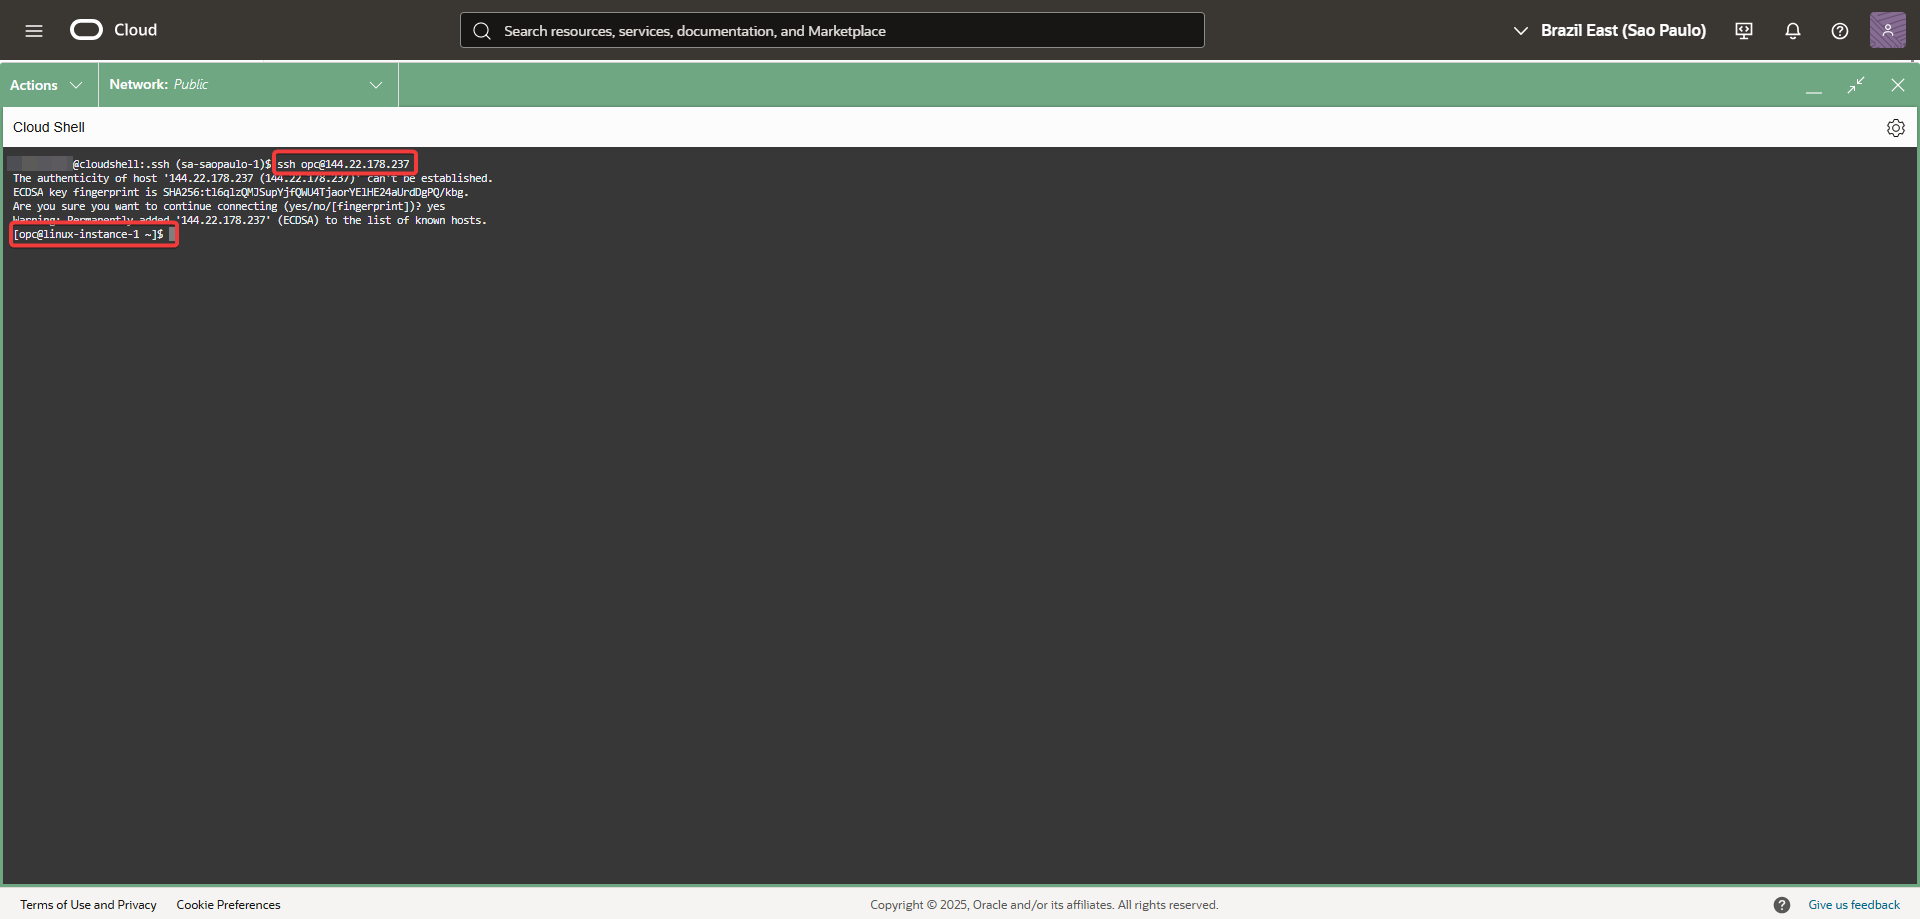 Cloud
Search resources, services, documentation, and Marketplace
Brazil East (Sao Paulo)
Actions
Network: Public
Cloud Shell
@cloudshell:.ssh (sa-saopaulo-1)$ ssh opc@144.22.178.237
The authenticity of host '144.22.178.237 (144.22.178.237)' can't be established.
ECDSA key fingerprint is SHA256:tl6qlzQMJSupYjfQWU4TjaorYElHE24aUrdDgPQ/kbg.
Are you sure you want to continue connecting (yes/no/[fingerprint])? yes
Warning: Permanently added '144.22.178.237' (ECDSA) to the list of known hosts.
[opc@linux-instance-1 ~]$
Terms of Use and Privacy
Cookie Preferences
Copyright © 2025, Oracle and/or its affiliates. All rights reserved.
Give us feedback